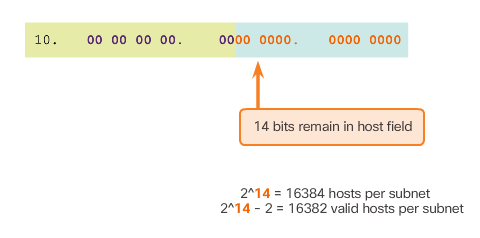 10. 00 00 00 00. 0000 0000. 0000 0000
14 bits remain in host field
2^14 = 16384 hosts per subnet
2^14 - 2 = 16382 valid hosts per subnet